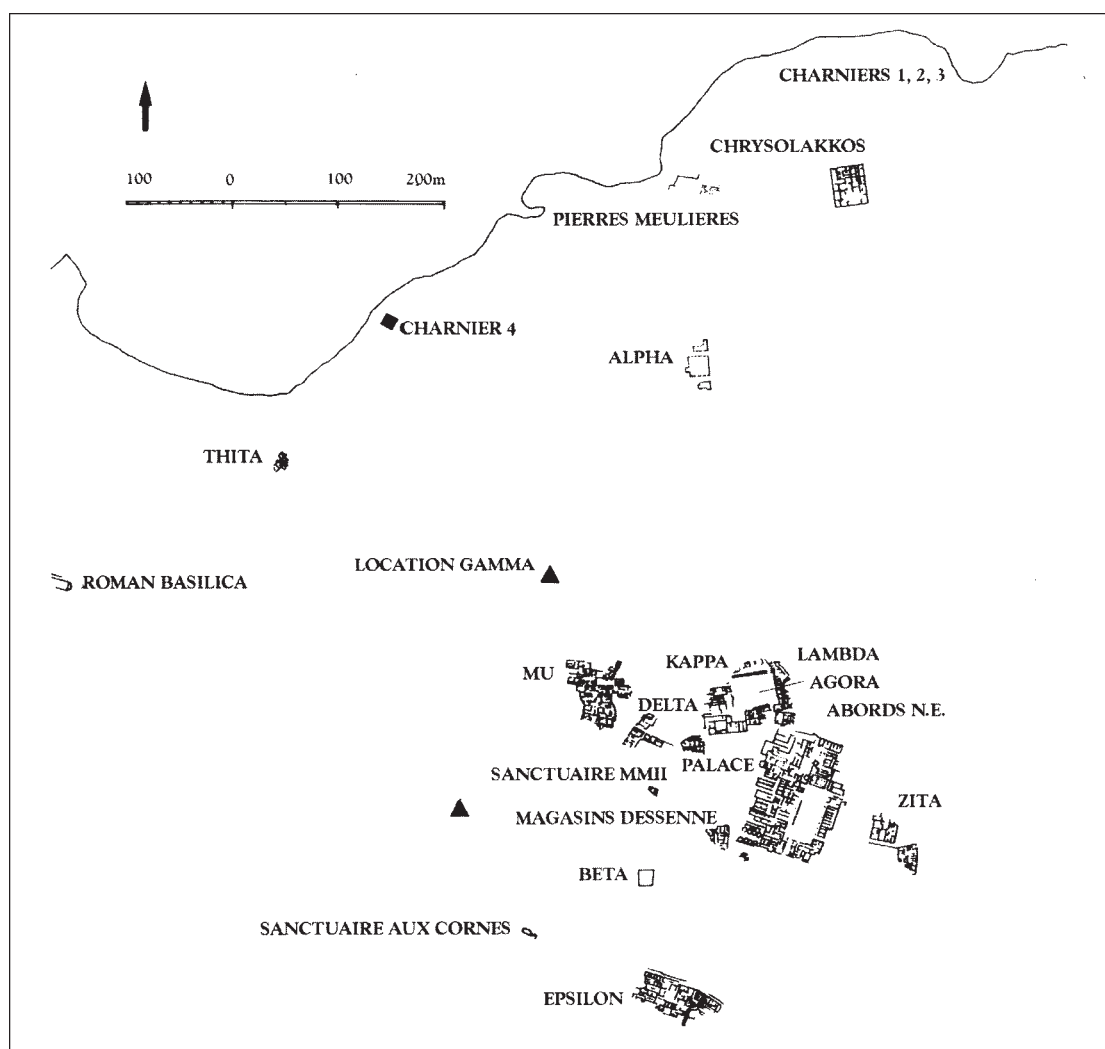 CHARNIERS 1, 2, 3
CHRYSOLAKKOS
100 0 100 200m
PIERRES MEULIERES
CHARNIER 4
ALPHA
THITA
LOCATION GAMMA
ROMAN BASILICA
KAPPA
LAMBDA
MU
AGORA
DELTA
ABORDS N.E.
PALACE
SANCTUAIRE MMII
ZITA
MAGASINS DESSENNE
BETA
SANCTUAIRE AUX CORNES
EPSILON